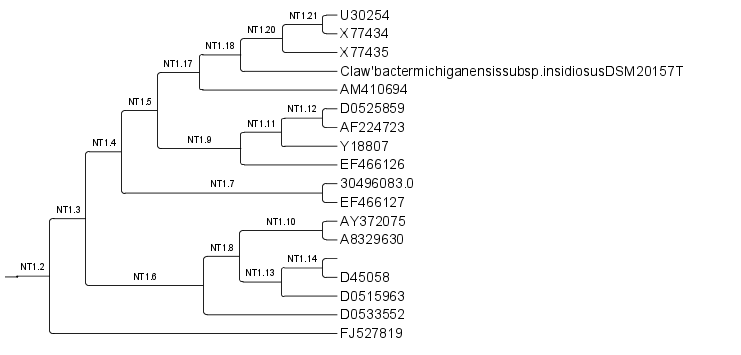 NT1.21
U30254
NT1.20
X77434
NT1.18
X77435
NT1.17
Claw'bactermichiganensissubsp.insidiosusDSM20157T
AM410694
NT1.5
NT1.12
D0525859
NT1.11
AF224723
NT1.4
NT1.9
Y18807
EF466126
NT1.7
30496083.0
EF466127
NT1.3
NT1.10
AY372075
A8329630
NT1.8
NT1.14
NT1.2
NT1.6
NT1.13
D45058
D0515963
D0533552
FJ527819